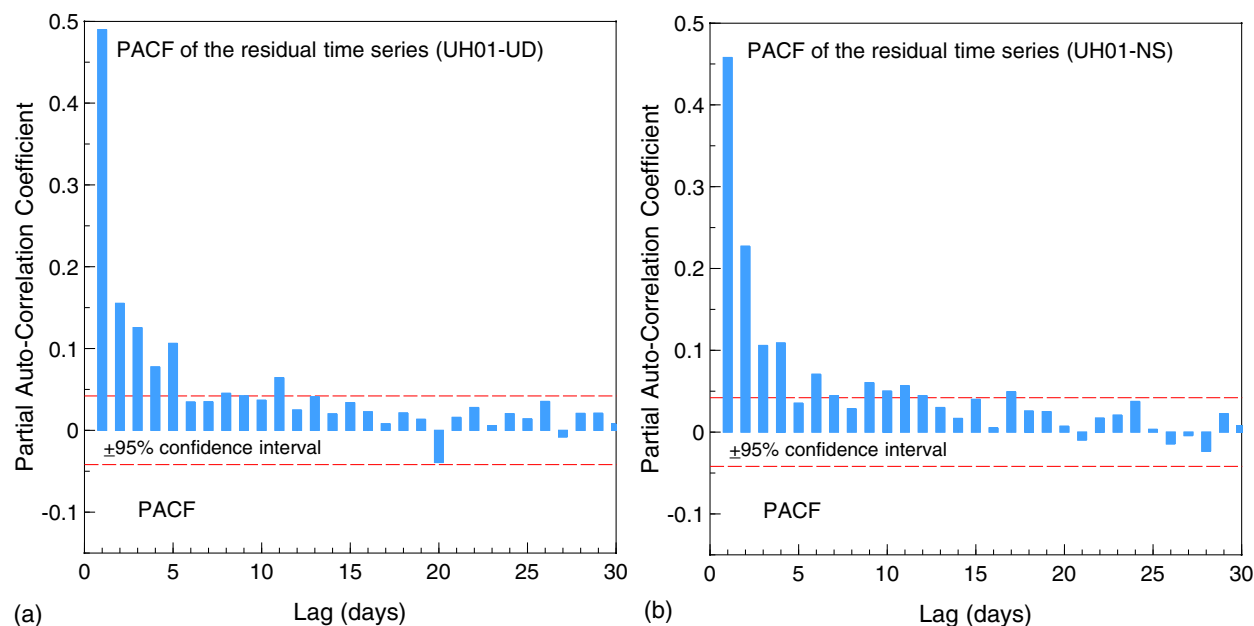 PACF of the residual time series (UH01-UD)
Partial Auto-Correlation Coefficient
0.5
0.4
0.3
0.2
0.1
0
-0.1
±95% confidence interval
PACF
0 5 10 15 20 25 30
Lag (days)
(a)
PACF of the residual time series (UH01-NS)
Partial Auto-Correlation Coefficient
0.5
0.4
0.3
0.2
0.1
0
-0.1
±95% confidence interval
PACF
0 5 10 15 20 25 30
Lag (days)
(b)